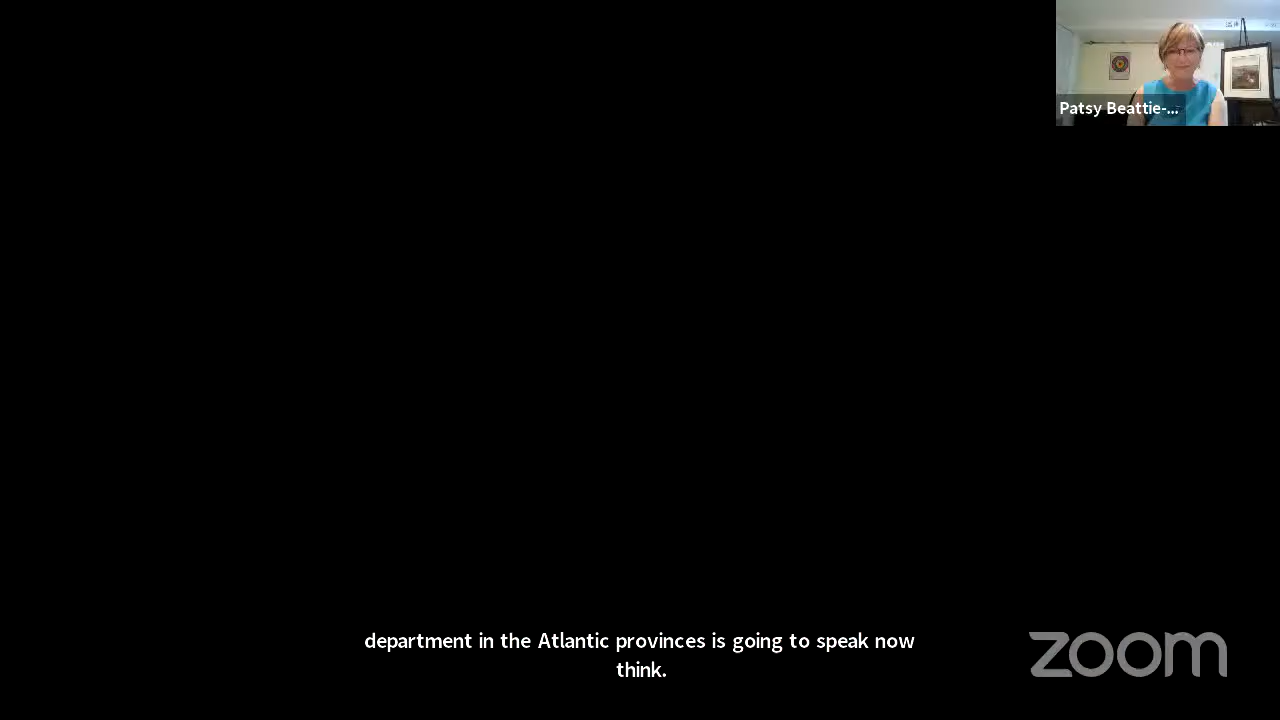 Patsy Beattie-...
department in the Atlantic provinces is going to speak now
think.
zoom